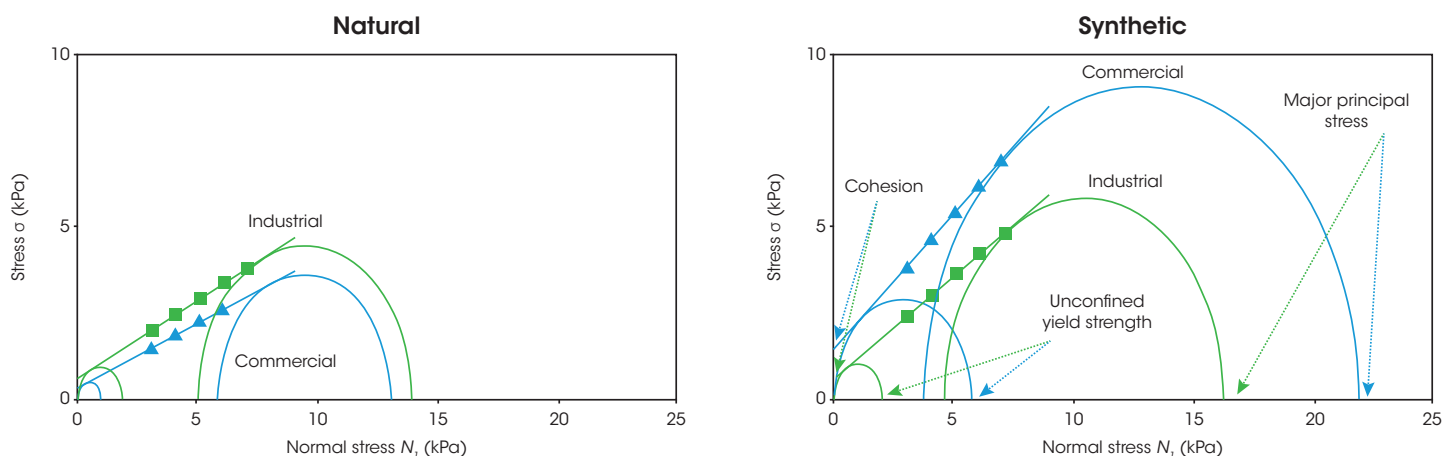 Natural
10
5
0
0
5
10
15
20
25
Stress σ (kPa)
Normal stress N, (kPa)
Industrial
Commercial
Synthetic
10
5
0
0
5
10
15
20
25
Stress σ (kPa)
Normal stress N, (kPa)
Commercial
Major principal
stress
Cohesion
Industrial
Unconfined
yield strength